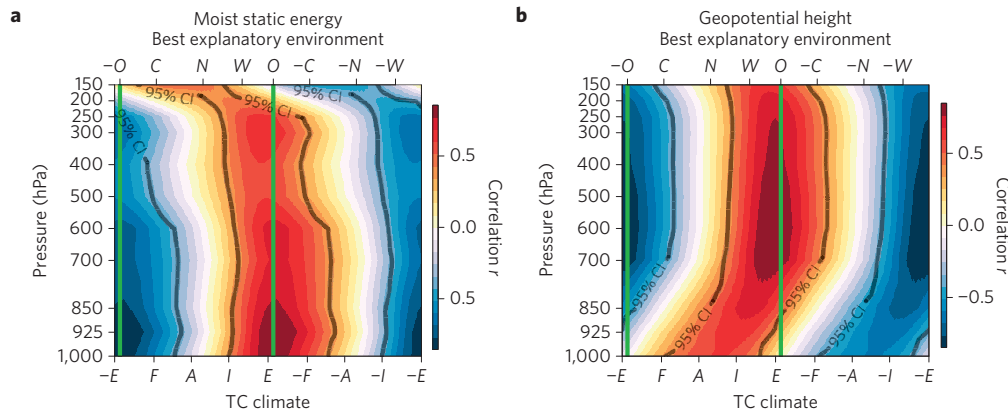 a
Moist static energy
Best explanatory environment
−O C N W O −C −N −W
150
200
250
300
400
500
600
700
850
925
1,000
Pressure (hPa)
95% CI
95% CI
95% CI
95% CI
−E F A I E −F −A −I −E
TC climate
0.5
0.0
0.5
Correlation r
b
Geopotential height
Best explanatory environment
−O C N W O −C −N −W
150
200
250
300
400
500
600
700
850
925
1,000
Pressure (hPa)
95% CI
95% CI
95% CI
95% CI
−E F A I E −F −A −I −E
TC climate
0.5
0.0
−0.5
Correlation r